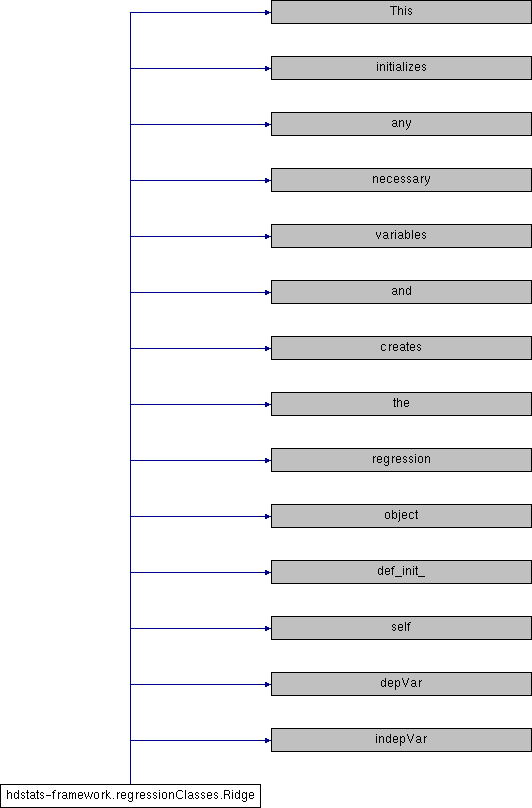 This
initializes
any
necessary
variables
and
creates
the
regression
object
def_init_
self
depVar
indepVar
hdstats-framework.regressionClasses.Ridge